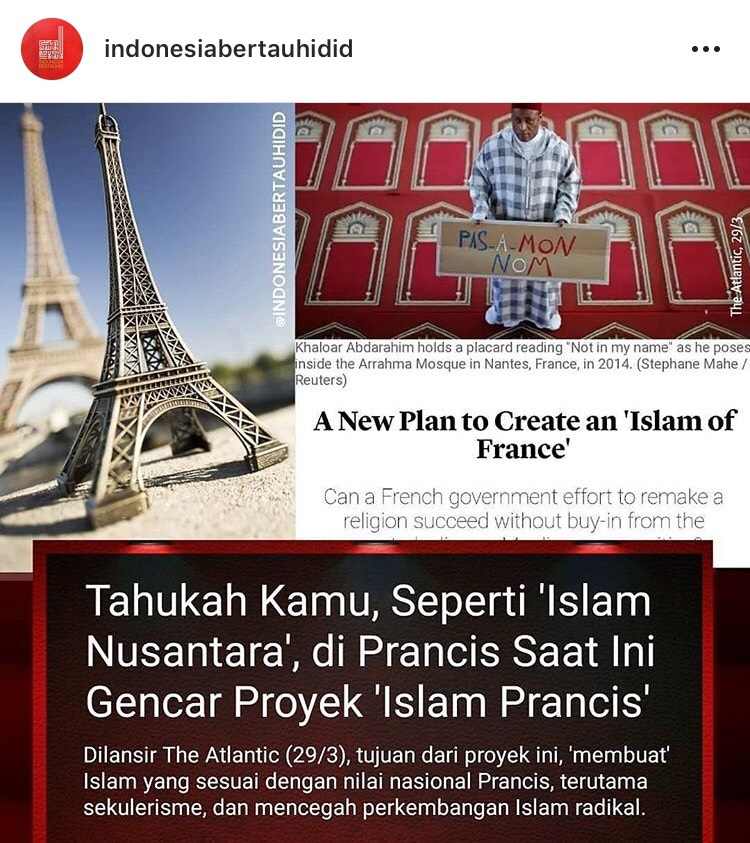 indonesiabertauhidid
@INDONESIABERTAUHIDID
PAS-A-MON
NOM
The Atlantic, 29/3
Khaloar Abdarahim holds a placard reading "Not in my name" as he poses
inside the Arrahma Mosque in Nantes, France, in 2014. (Stephane Mahe /
Reuters)
A New Plan to Create an 'Islam of
France'
Can a French government effort to remake a
religion succeed without buy-in from the
Tahukah Kamu, Seperti 'Islam
Nusantara', di Prancis Saat Ini
Gencar Proyek 'Islam Prancis'
Dilansir The Atlantic (29/3), tujuan dari proyek ini, 'membuat'
Islam yang sesuai dengan nilai nasional Prancis, terutama
sekulerisme, dan mencegah perkembangan Islam radikal.